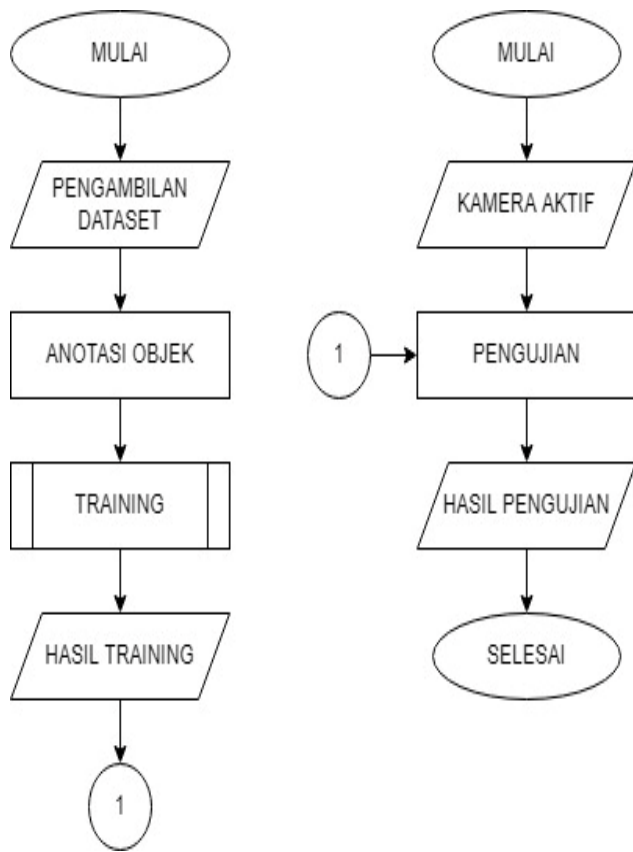 MULAI
PENGAMBILAN
DATASET
ANOTASI OBJEK
TRAINING
HASIL TRAINING
1
MULAI
KAMERA AKTIF
1
PENGUJIAN
HASIL PENGUJIAN
SELESAI